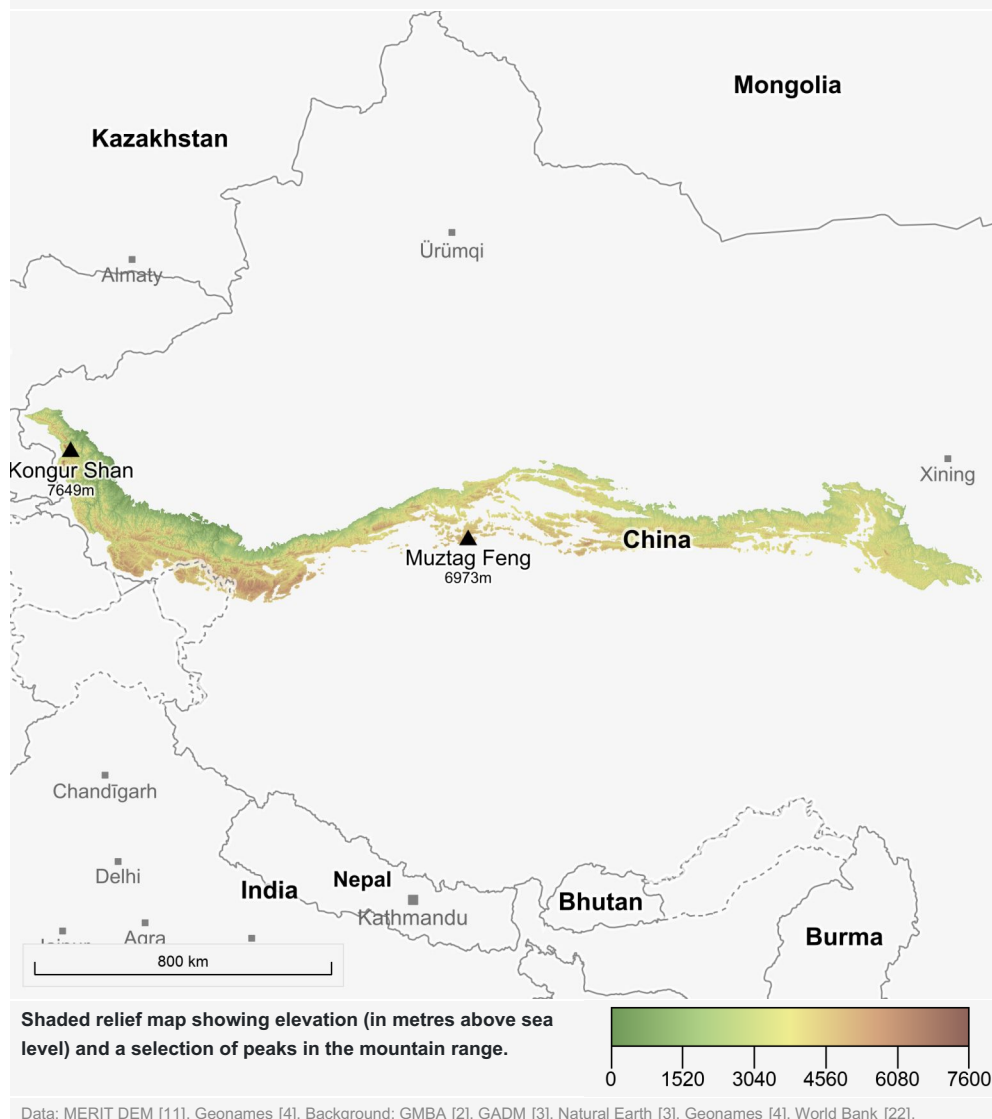 Mongolia
Kazakhstan
Ürümqi
Almaty
Xining
Kongur Shan
7649m
China
Muztag Feng
6973m
Chandīgarh
Delhi
India
Nepal
Bhutan
Kathmandu
Agra
Burma
800 km
Shaded relief map showing elevation (in metres above sea
level) and a selection of peaks in the mountain range.
0 1520 3040 4560 6080 7600
Data: MERIT DEM [11], Geonames [4]. Background: GMBA [2], GADM [3], Natural Earth [3], Geonames [4], World Bank [22].